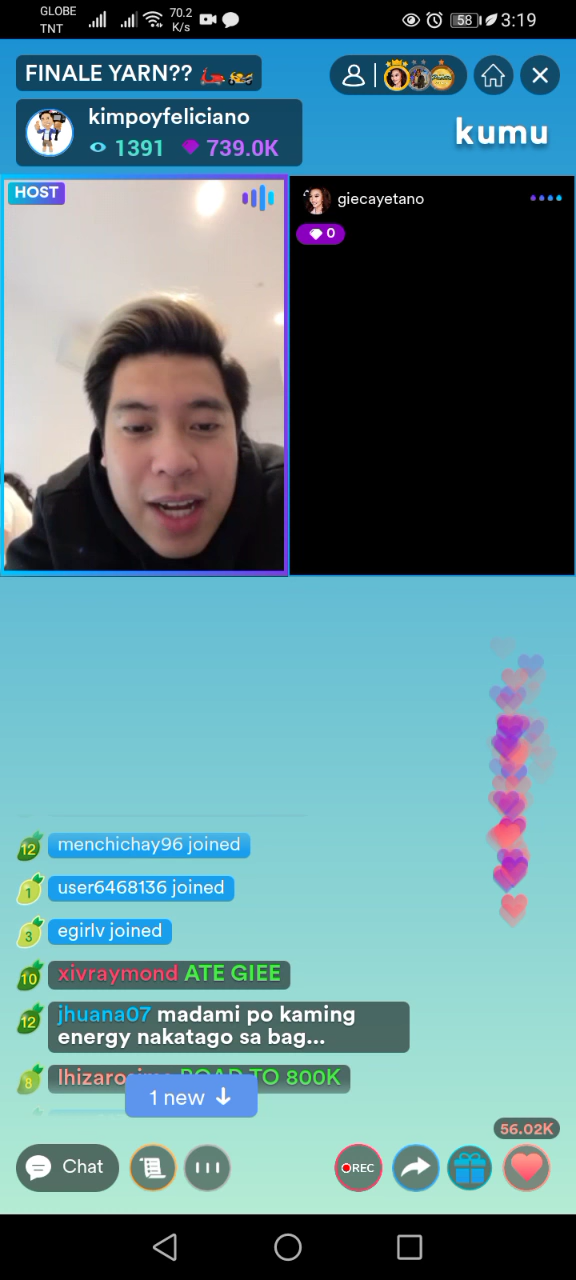 GLOBE
TNT
70.2
K/s
58
3:19
FINALE YARN??
kimpoyfeliciano
1391
739.0K
kumu
HOST
giecayetano
0
12 menchichay96 joined
1 user6468136 joined
3 egirlv joined
10 xivraymond ATE GIEE
12 jhuana07 madami po kaming
energy nakatago sa bag...
8 ROAD TO 800K
1 new ↓
56.02K
Chat
REC